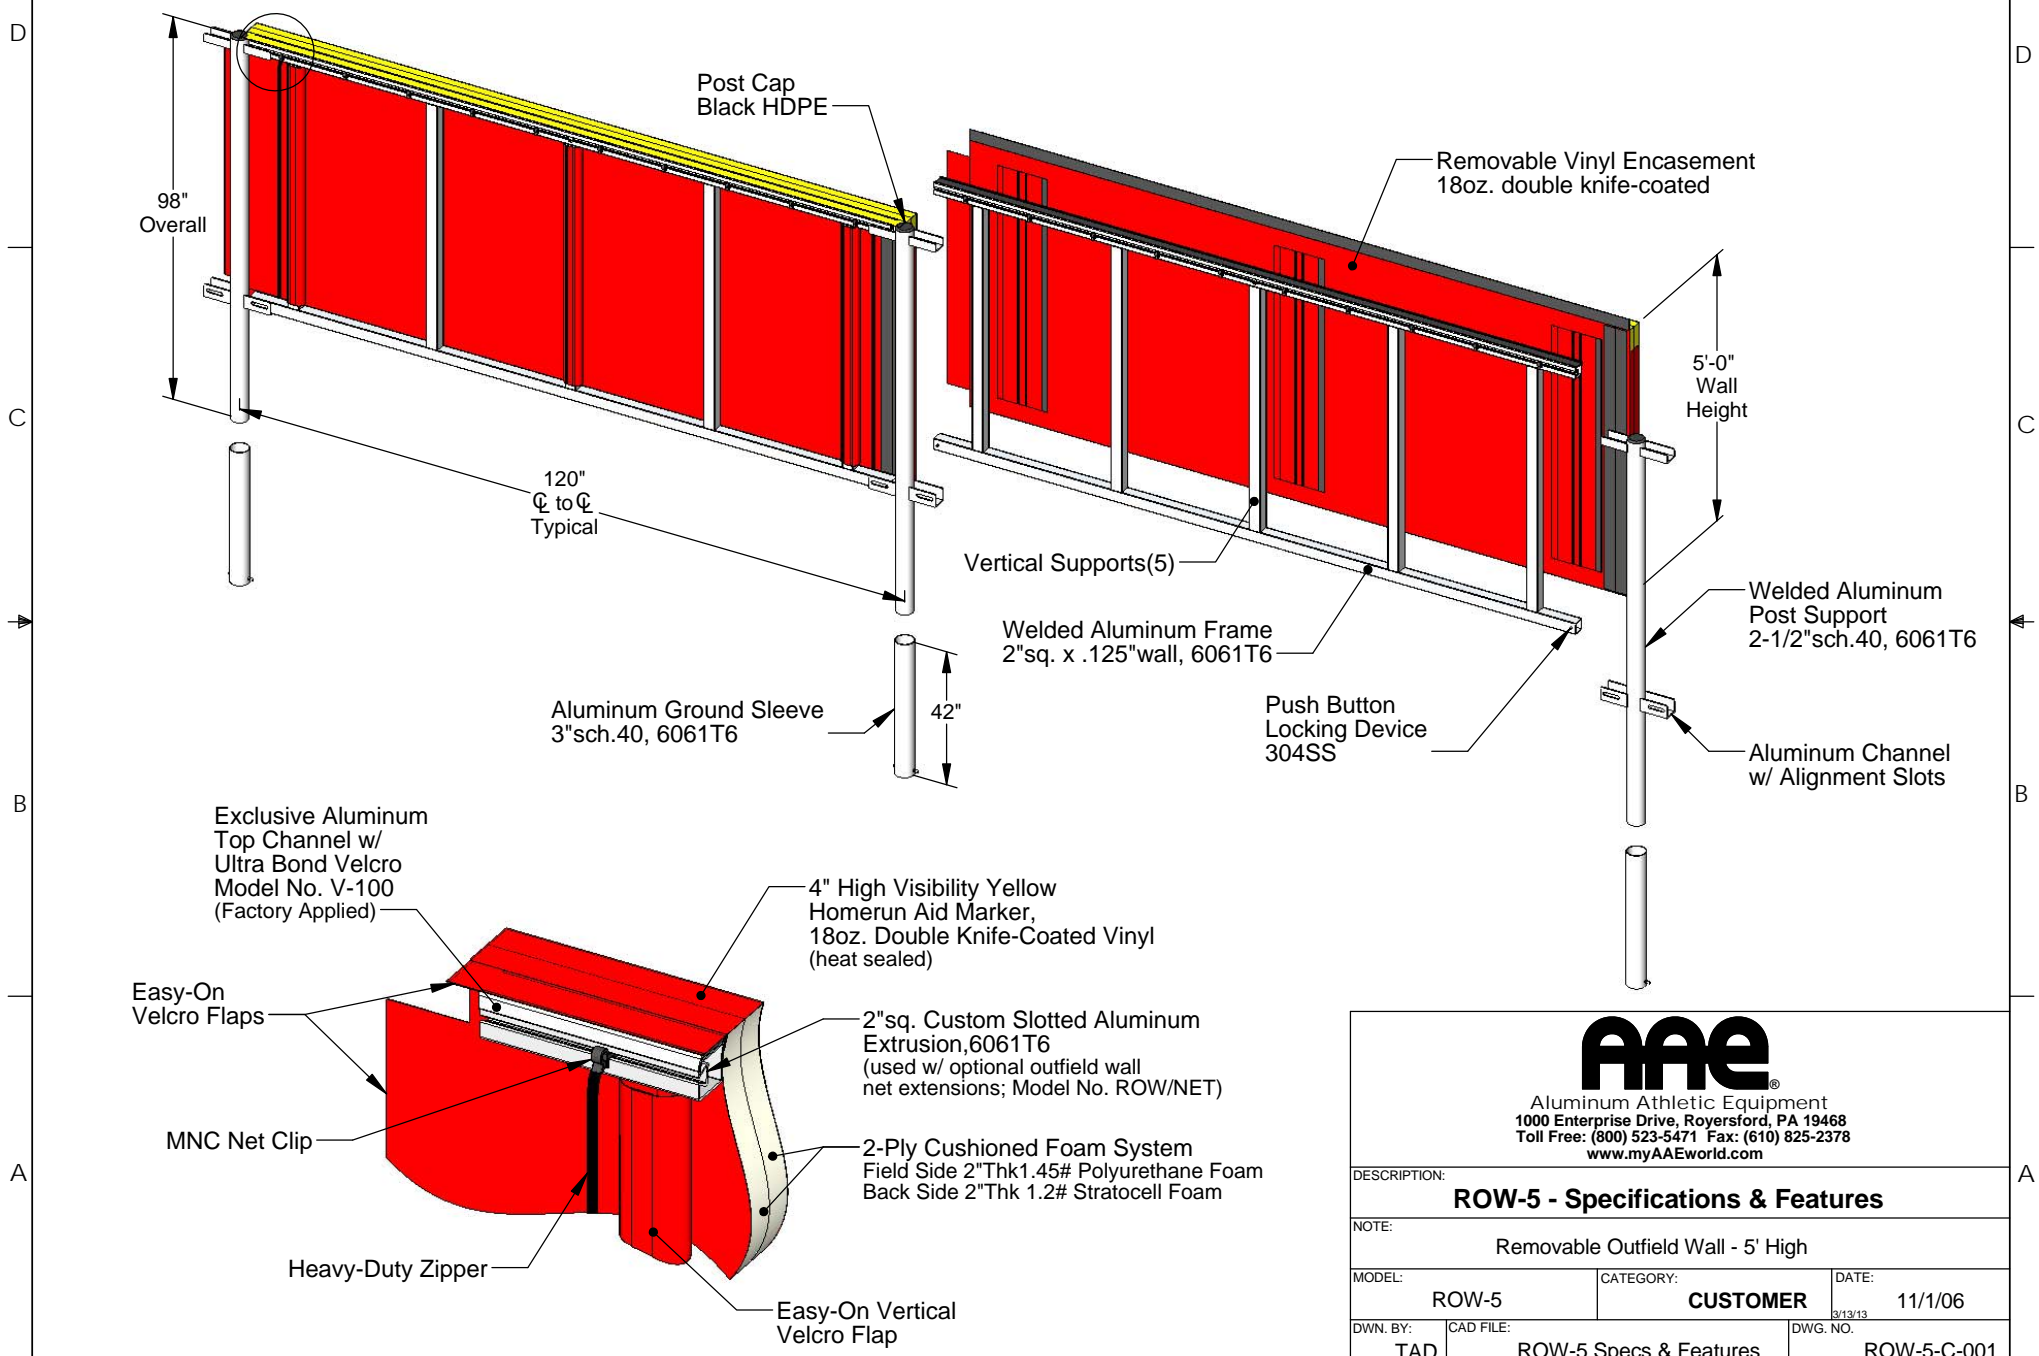 D
D
Post Cap
Black HDPE
Removable Vinyl Encasement
18oz. double knife-coated
98"
Overall
5'-0"
Wall
Height
C
C
120"
℄ to ℄
Typical
Vertical Supports(5)
Welded Aluminum
Post Support
2-1/2"sch.40, 6061T6
Welded Aluminum Frame
2"sq. x .125"wall, 6061T6
Aluminum Ground Sleeve
3"sch.40, 6061T6
42"
Push Button
Locking Device
304SS
Aluminum Channel
w/ Alignment Slots
B
B
Exclusive Aluminum
Top Channel w/
Ultra Bond Velcro
Model No. V-100
(Factory Applied)
4" High Visibility Yellow
Homerun Aid Marker,
18oz. Double Knife-Coated Vinyl
(heat sealed)
Easy-On
Velcro Flaps
2"sq. Custom Slotted Aluminum
Extrusion,6061T6
(used w/ optional outfield wall
net extensions; Model No. ROW/NET)
MNC Net Clip
2-Ply Cushioned Foam System
Field Side 2"Thk1.45# Polyurethane Foam
Back Side 2"Thk 1.2# Stratocell Foam
A
A
Heavy-Duty Zipper
Easy-On Vertical
Velcro Flap
AAE®
Aluminum Athletic Equipment
1000 Enterprise Drive, Royersford, PA 19468
Toll Free: (800) 523-5471 Fax: (610) 825-2378
www.myAAEworld.com
DESCRIPTION:
ROW-5 - Specifications & Features
NOTE:
Removable Outfield Wall - 5' High
MODEL:
ROW-5
CATEGORY:
CUSTOMER
DATE:
3/13/13 11/1/06
DWN. BY:
TAD
CAD FILE:
ROW-5 Specs & Features
DWG. NO.
ROW-5-C-001